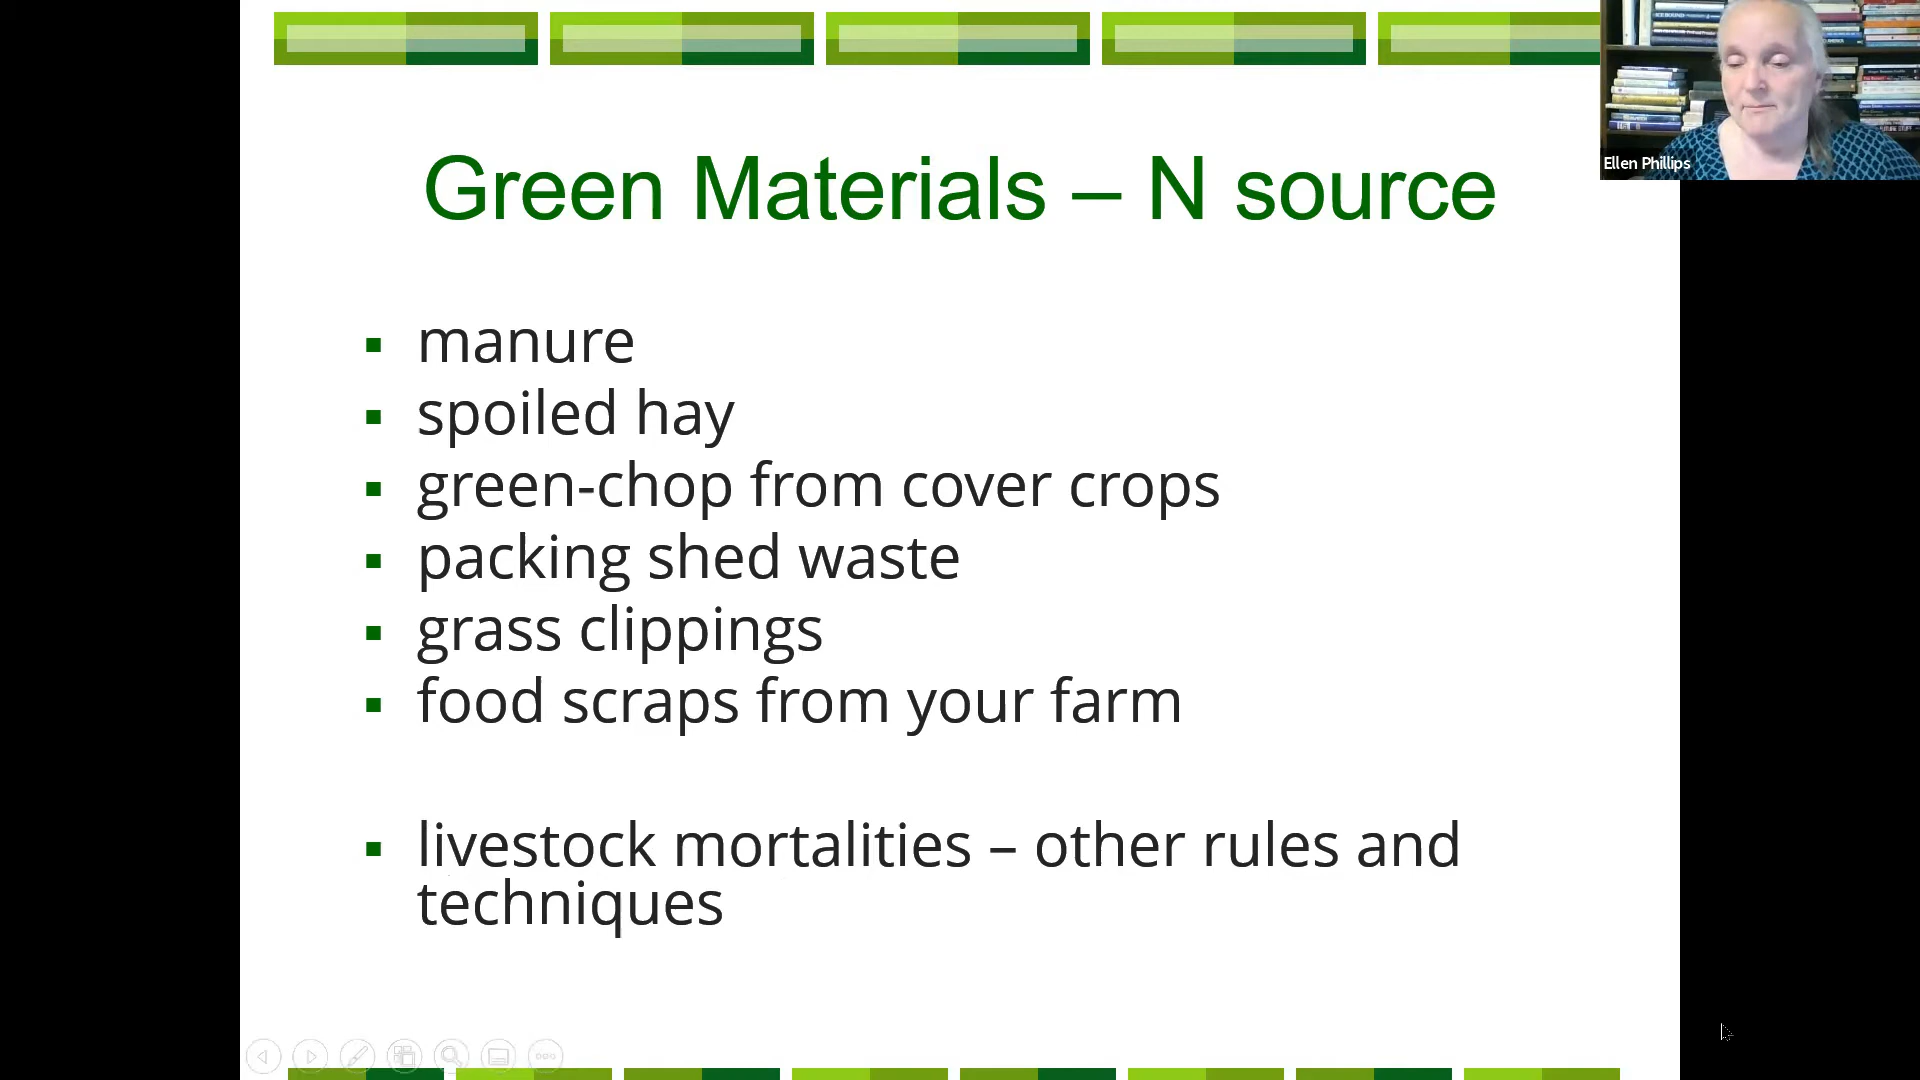 Green Materials – N source
manure
spoiled hay
green-chop from cover crops
packing shed waste
grass clippings
food scraps from your farm
livestock mortalities – other rules and
techniques
Ellen Phillips